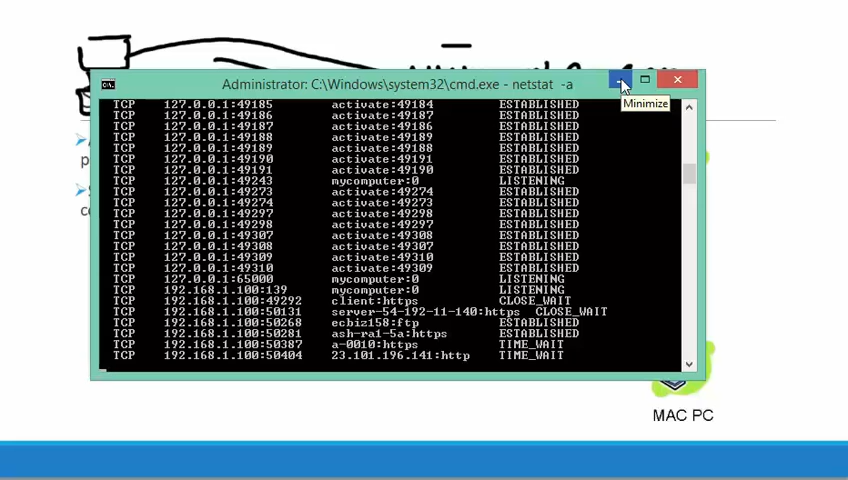 Administrator: C:\Windows\system32\cmd.exe - netstat -a
Minimize
TCP 127.0.0.1:49185 activate:49184 ESTABLISHED
TCP 127.0.0.1:49186 activate:49187 ESTABLISHED
TCP 127.0.0.1:49187 activate:49186 ESTABLISHED
TCP 127.0.0.1:49188 activate:49189 ESTABLISHED
TCP 127.0.0.1:49189 activate:49188 ESTABLISHED
TCP 127.0.0.1:49190 activate:49191 ESTABLISHED
TCP 127.0.0.1:49191 activate:49190 ESTABLISHED
TCP 127.0.0.1:49243 mycomputer:0 LISTENING
TCP 127.0.0.1:49273 activate:49274 ESTABLISHED
TCP 127.0.0.1:49274 activate:49273 ESTABLISHED
TCP 127.0.0.1:49297 activate:49298 ESTABLISHED
TCP 127.0.0.1:49298 activate:49297 ESTABLISHED
TCP 127.0.0.1:49307 activate:49308 ESTABLISHED
TCP 127.0.0.1:49308 activate:49307 ESTABLISHED
TCP 127.0.0.1:49309 activate:49310 ESTABLISHED
TCP 127.0.0.1:49310 activate:49309 ESTABLISHED
TCP 127.0.0.1:65000 mycomputer:0 LISTENING
TCP 192.168.1.100:139 mycomputer:0 LISTENING
TCP 192.168.1.100:49292 client:https CLOSE_WAIT
TCP 192.168.1.100:50131 server-54-192-11-140:https CLOSE_WAIT
TCP 192.168.1.100:50268 ecbiz158:ftp ESTABLISHED
TCP 192.168.1.100:50281 ash-ra1-5a:https ESTABLISHED
TCP 192.168.1.100:50387 a-0010:https TIME_WAIT
TCP 192.168.1.100:50404 23.101.196.141:http TIME_WAIT
MAC PC